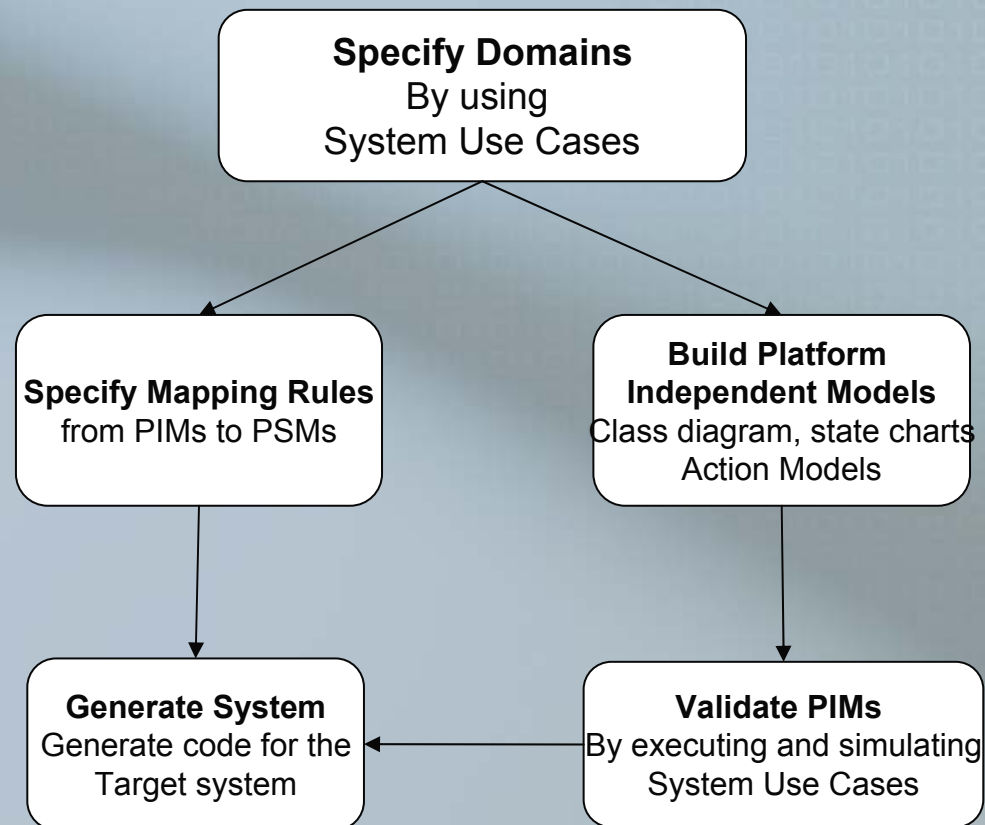 Specify Domains
By using
System Use Cases
Specify Mapping Rules
from PIMs to PSMs
Build Platform
Independent Models
Class diagram, state charts
Action Models
Generate System
Generate code for the
Target system
Validate PIMs
By executing and simulating
System Use Cases